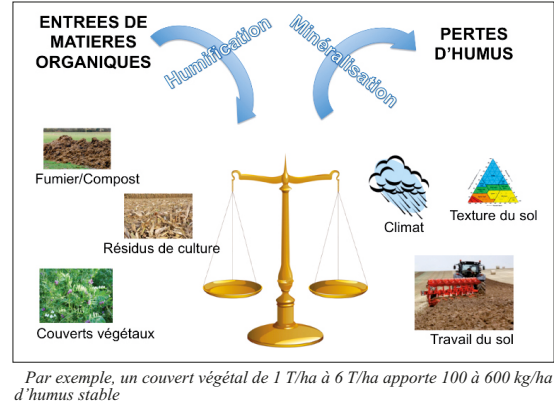 ENTREES DE
MATIERES
ORGANIQUES
Humification
Minéralisation
PERTES
D'HUMUS
Fumier/Compost
Résidus de culture
Couverts végétaux
Climat
Texture du sol
Travail du sol
Par exemple, un couvert végétal de 1 T/ha à 6 T/ha apporte 100 à 600 kg/ha
d'humus stable